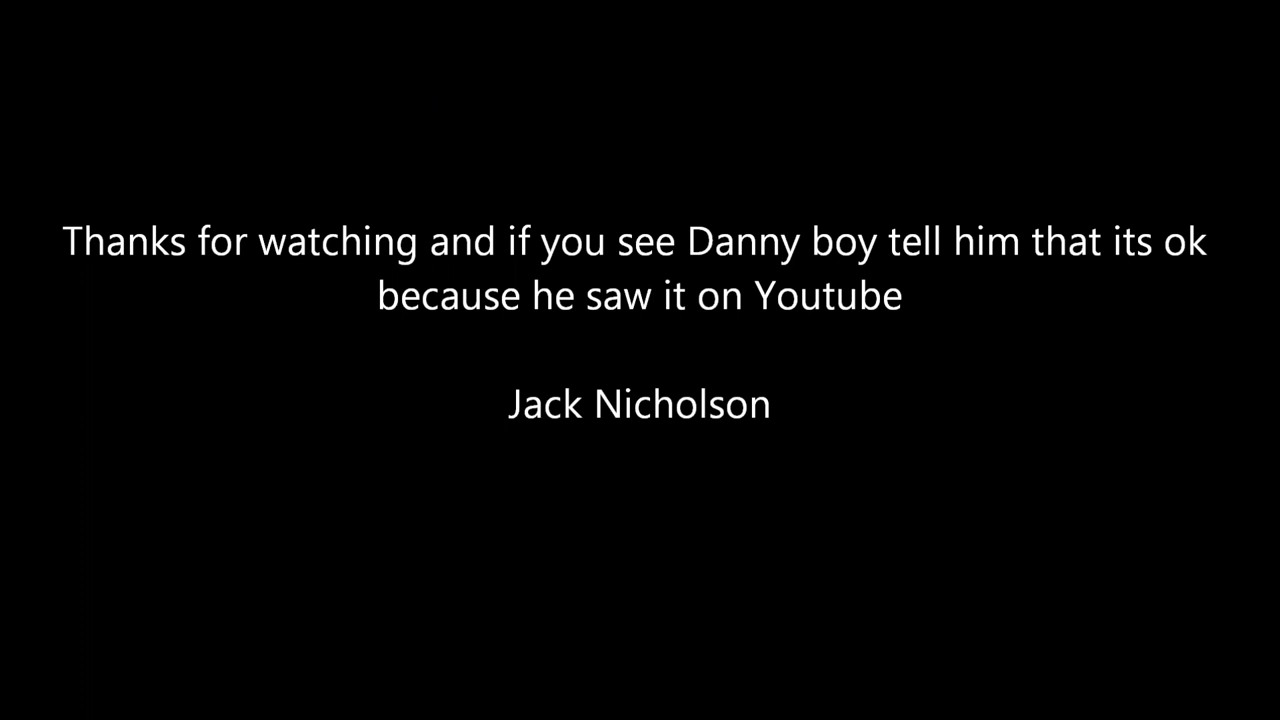 Thanks for watching and if you see Danny boy tell him that its ok
because he saw it on Youtube
Jack Nicholson